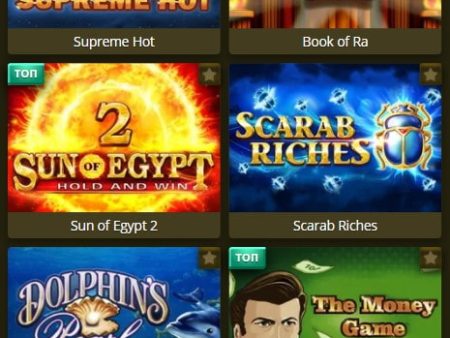 SUPREME HOT
Supreme Hot
Book of Ra
ТОП
2
SUN OF EGYPT
HOLD AND WIN
Sun of Egypt 2
SCARAB
RICHES
Scarab Riches
DOLPHIN'S
Pearl
ТОП
The Money
Game